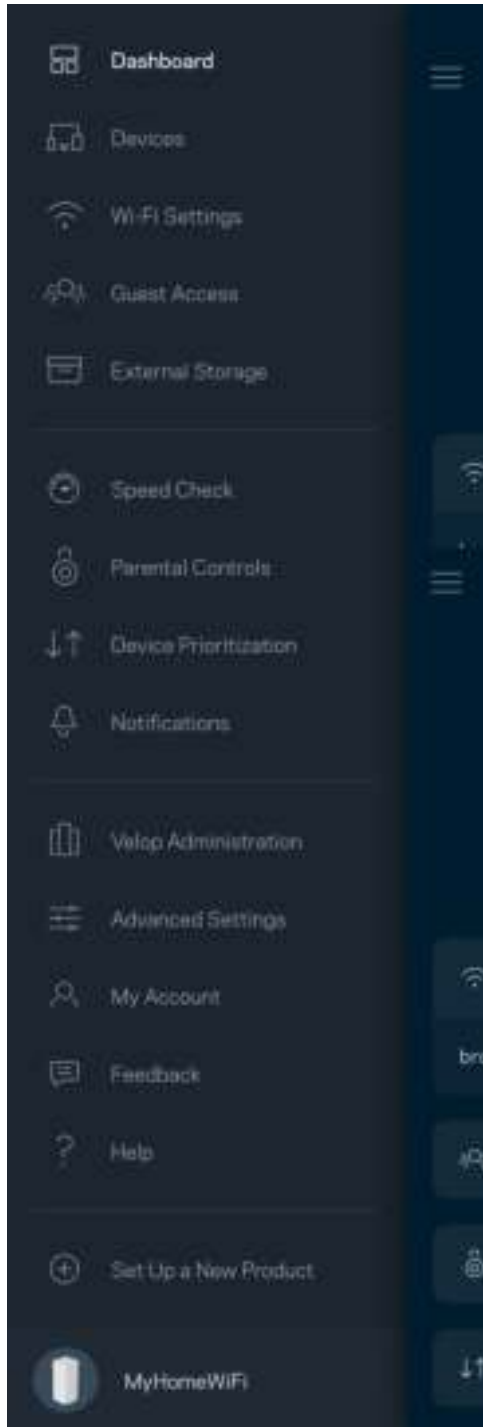 Dashboard
Devices
Wi-Fi Settings
Guest Access
External Storage
Speed Check
Parental Controls
Device Prioritization
Notifications
Velop Administration
Advanced Settings
My Account
Feedback
Help
Set Up a New Product
MyHomeWiFi